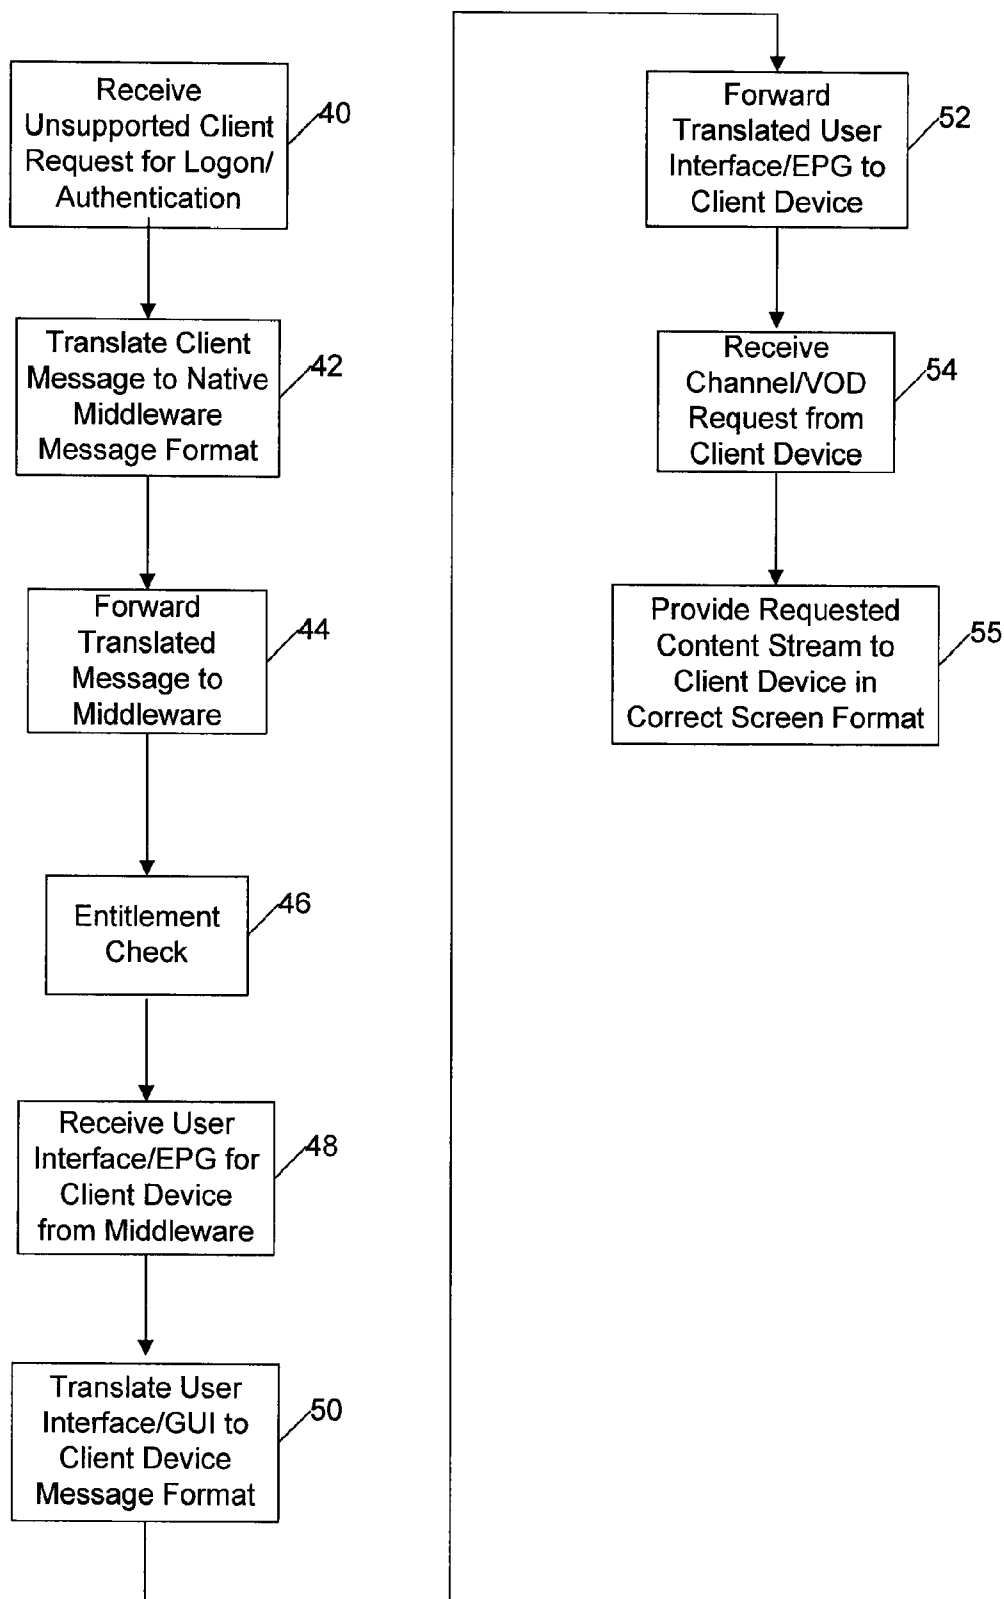 Receive
Unsupported Client
Request for Logon/
Authentication
40
Translate Client
Message to Native
Middleware
Message Format
42
Forward
Translated
Message to
Middleware
44
Entitlement
Check
46
Receive User
Interface/EPG for
Client Device
from Middleware
48
Translate User
Interface/GUI to
Client Device
Message Format
50
Forward
Translated User
Interface/EPG to
Client Device
52
Receive
Channel/VOD
Request from
Client Device
54
Provide Requested
Content Stream to
Client Device in
Correct Screen Format
55